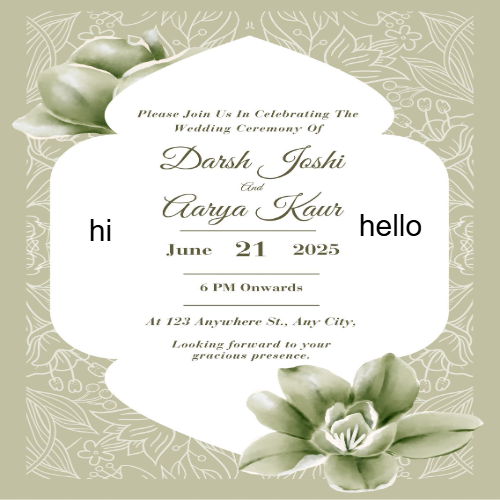 Please Join Us In Celebrating The
Wedding Ceremony Of
Darsh Joshi
And
Aarya Kaur
hi
hello
June 21 2025
6 PM Onwards
At 123 Anywhere St., Any City,
Looking forward to your
gracious presence.